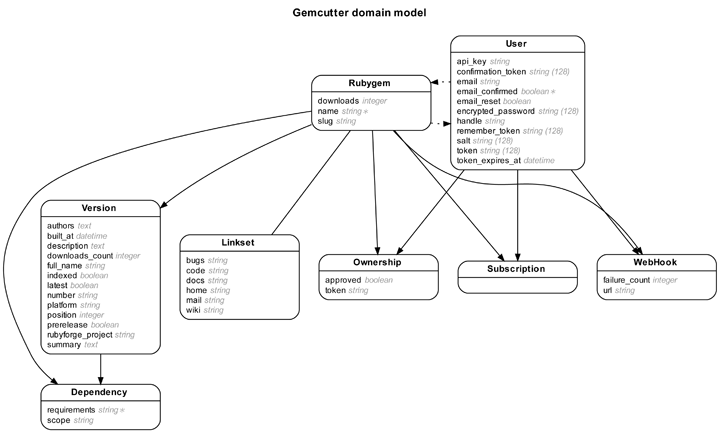 Gemcutter domain model
User
api_key string
confirmation_token string (128)
email string
email_confirmed boolean ∗
email_reset boolean
encrypted_password string (128)
handle string
remember_token string (128)
salt string (128)
token string (128)
token_expires_at datetime
Rubygem
downloads integer
name string ∗
slug string
Version
authors text
built_at datetime
description text
downloads_count integer
full_name string
indexed boolean
latest boolean
number string
platform string
position integer
prerelease boolean
rubyforge_project string
summary text
Linkset
bugs string
code string
docs string
home string
mail string
wiki string
Ownership
approved boolean
token string
Subscription
WebHook
failure_count integer
url string
Dependency
requirements string ∗
scope string